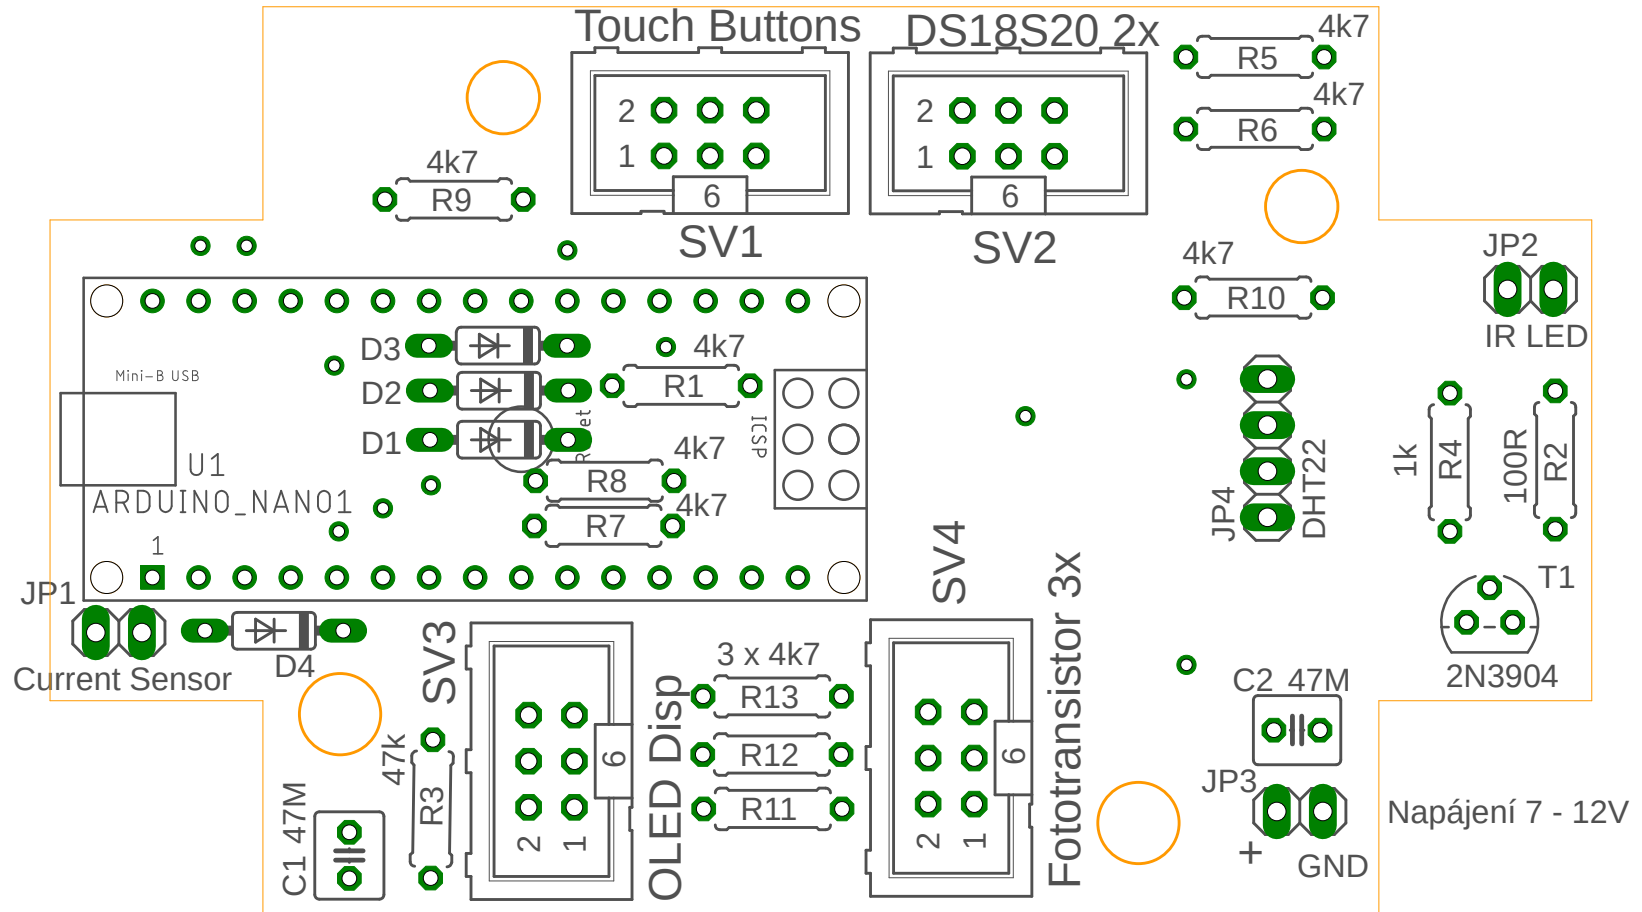 Touch Buttons
DS18S20 2x
4k7
R5
4k7
R6
2
1
6
SV1
2
1
6
SV2
4k7
R9
JP2
IR LED
4k7
R10
D3
D2
D1
4k7
R1
Mini-B USB
ICSP
U1
ARDUINO_NANO1
1
4k7
R8
4k7
R7
JP4
DHT22
1k
R4
100R
R2
T1
2N3904
JP1
Current Sensor
D4
SV3
OLED Disp
6
2
1
3 x 4k7
R13
R12
R11
SV4
Fototransistor 3x
6
2
1
47k
R3
C1 47M
C2 47M
JP3
+
GND
Napájení 7 - 12V